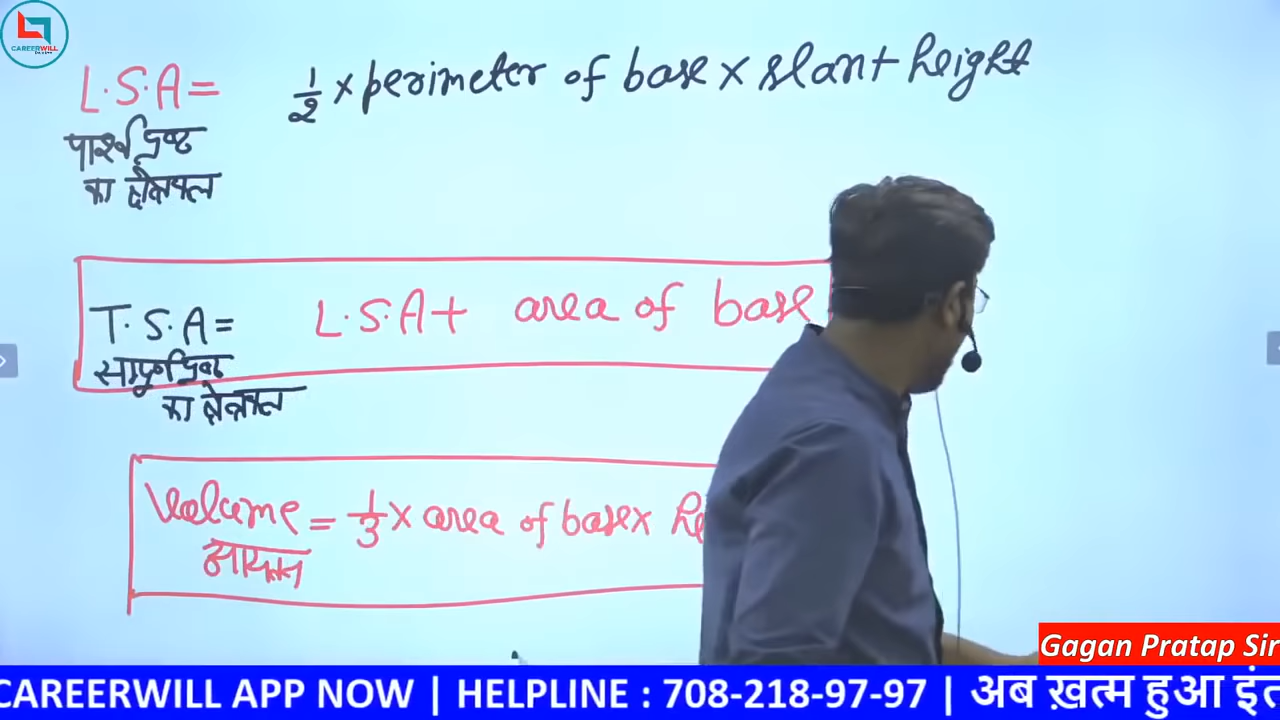 CAREERWILL
L.S.A = 1/2 × perimeter of base × slant height
पार्श्व पृष्ठ
का क्षेत्रफल
T.S.A = L.S.A + area of base
सम्पूर्ण पृष्ठ
का क्षेत्रफल
Volume = 1/3 × area of base ×
आयतन
Gagan Pratap Sir
CAREERWILL APP NOW | HELPLINE : 708-218-97-97 | अब ख़त्म हुआ इंत